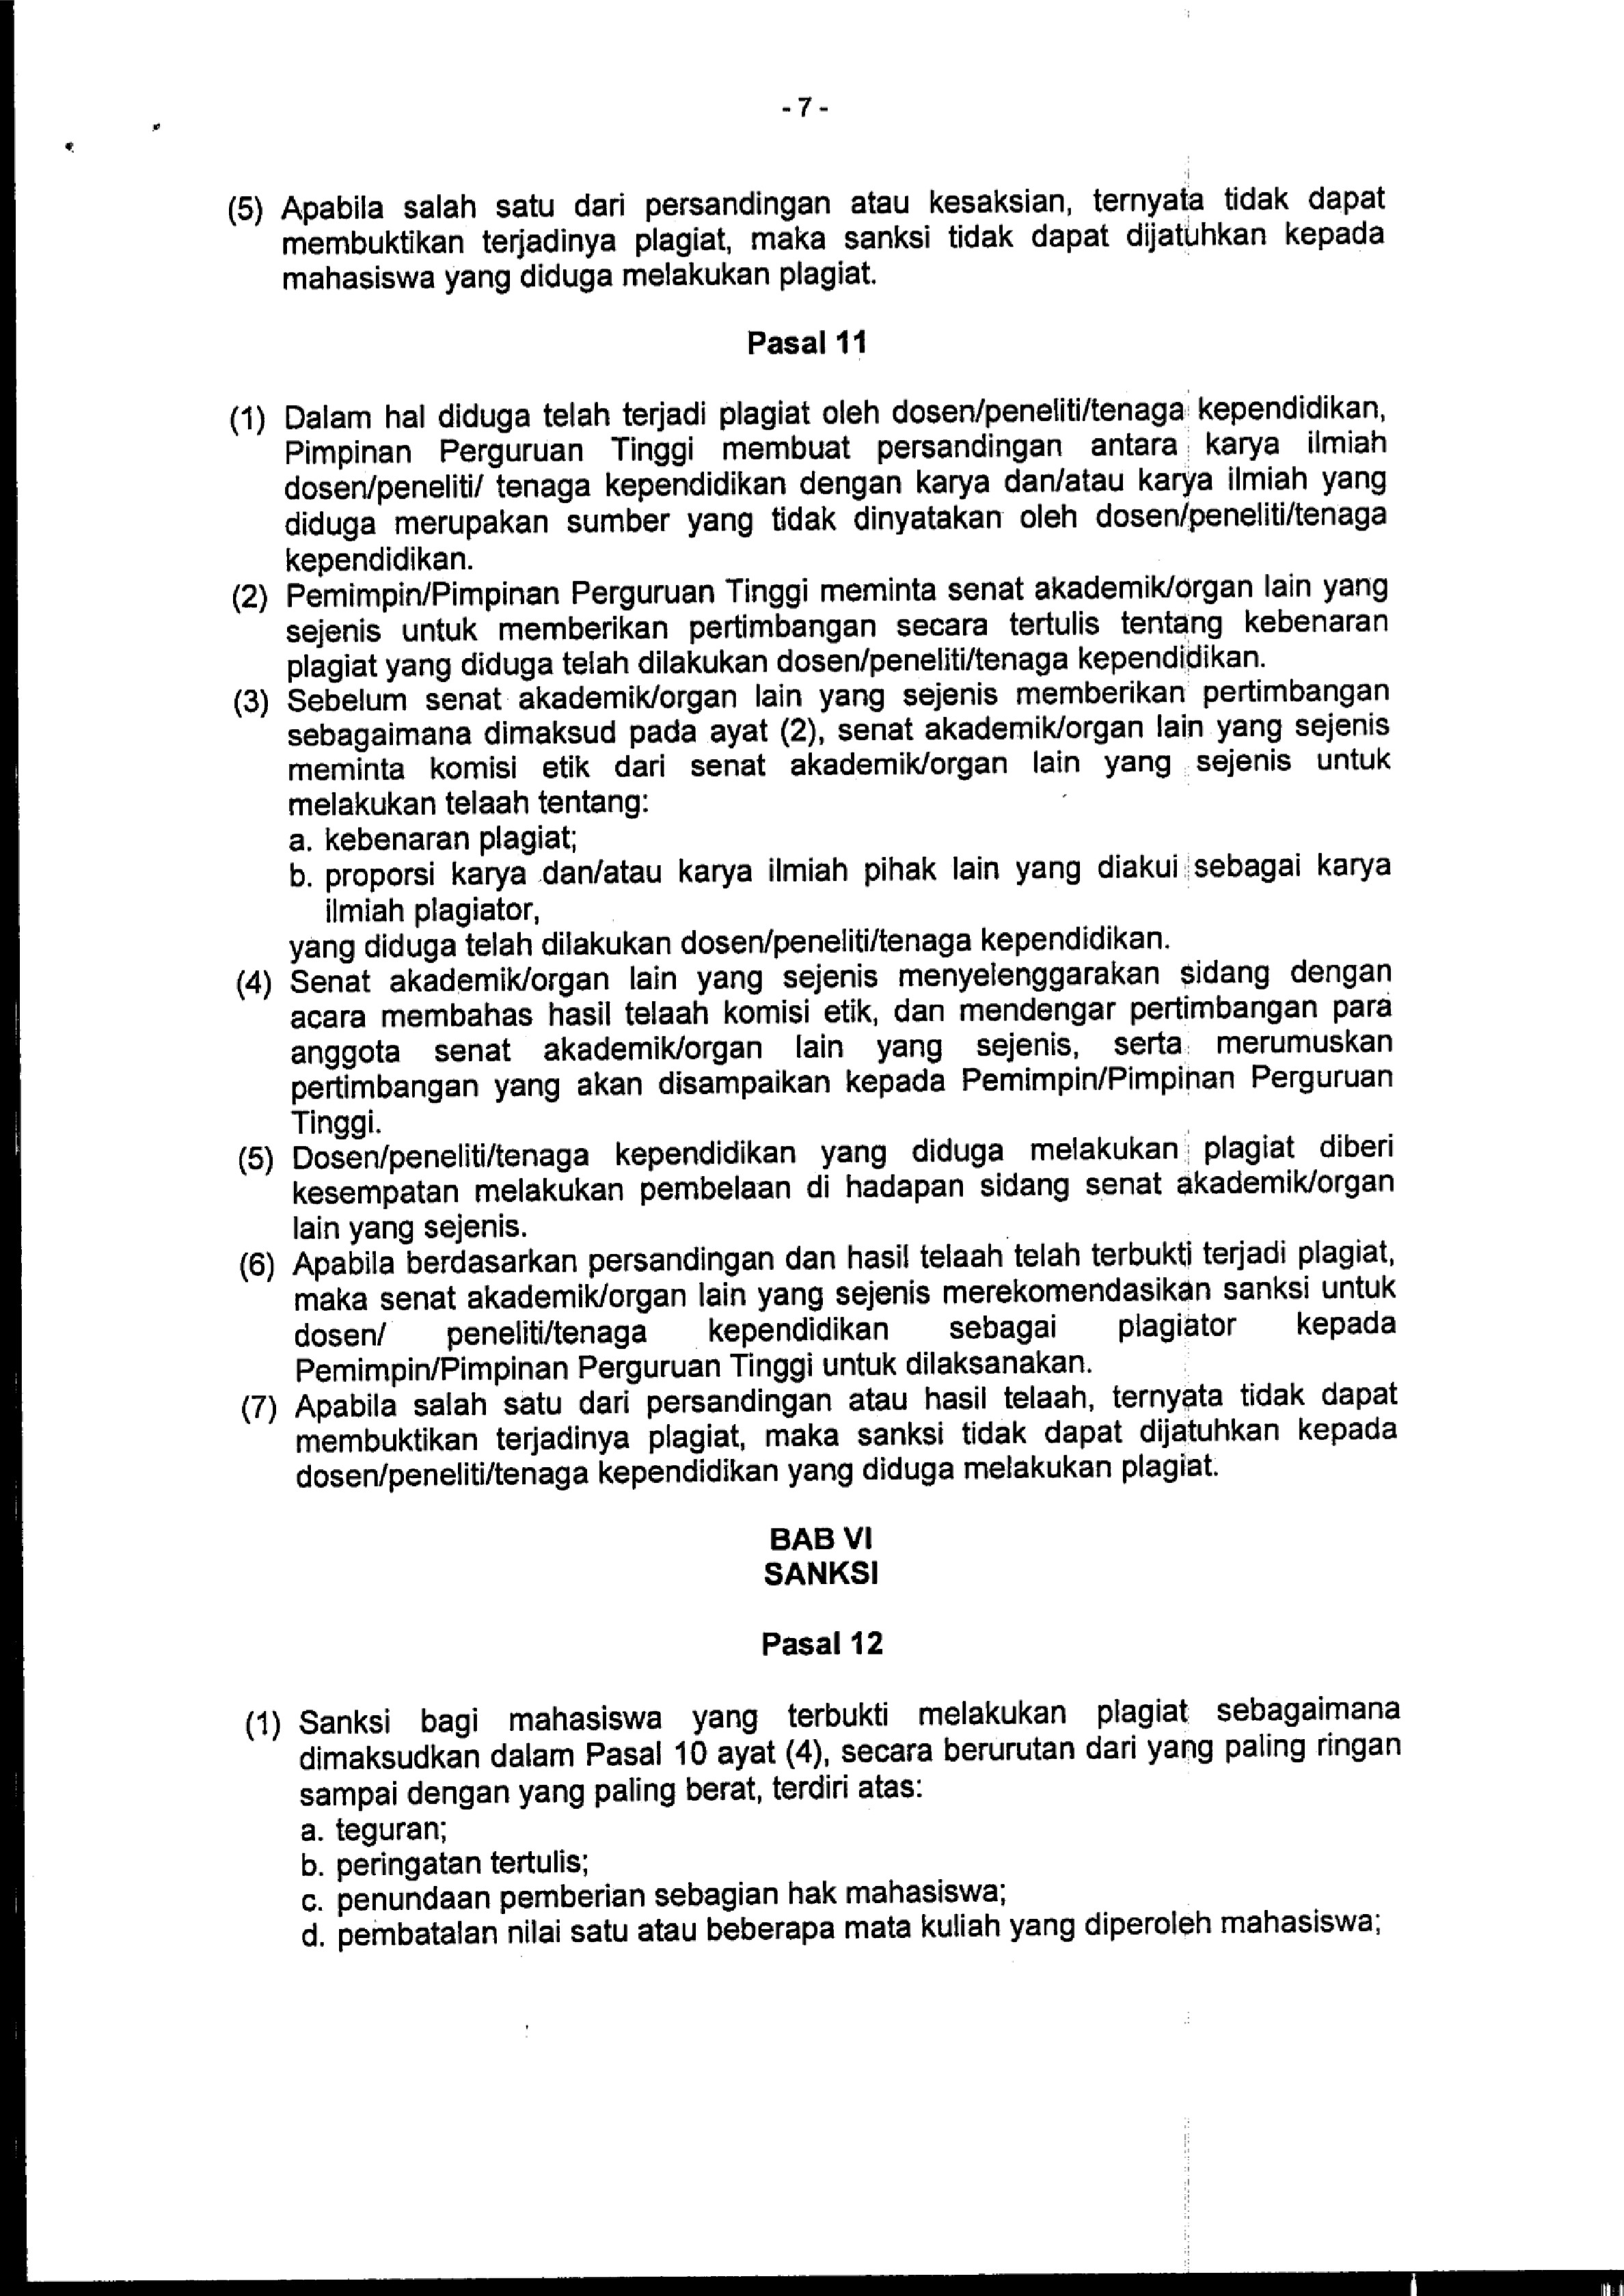 - 7 -
(5) Apabila salah satu dari persandingan atau kesaksian, ternyata tidak dapat
membuktikan terjadinya plagiat, maka sanksi tidak dapat dijatuhkan kepada
mahasiswa yang diduga melakukan plagiat.
Pasal 11
(1) Dalam hal diduga telah terjadi plagiat oleh dosen/peneliti/tenaga kependidikan,
Pimpinan Perguruan Tinggi membuat persandingan antara karya ilmiah
dosen/peneliti/ tenaga kependidikan dengan karya dan/atau karya ilmiah yang
diduga merupakan sumber yang tidak dinyatakan oleh dosen/peneliti/tenaga
kependidikan.
(2) Pemimpin/Pimpinan Perguruan Tinggi meminta senat akademik/organ lain yang
sejenis untuk memberikan pertimbangan secara tertulis tentang kebenaran
plagiat yang diduga telah dilakukan dosen/peneliti/tenaga kependidikan.
(3) Sebelum senat akademik/organ lain yang sejenis memberikan pertimbangan
sebagaimana dimaksud pada ayat (2), senat akademik/organ lain yang sejenis
meminta komisi etik dari senat akademik/organ lain yang sejenis untuk
melakukan telaah tentang:
a. kebenaran plagiat;
b. proporsi karya dan/atau karya ilmiah pihak lain yang diakui sebagai karya
ilmiah plagiator,
yang diduga telah dilakukan dosen/peneliti/tenaga kependidikan.
(4) Senat akademik/organ lain yang sejenis menyelenggarakan sidang dengan
acara membahas hasil telaah komisi etik, dan mendengar pertimbangan para
anggota senat akademik/organ lain yang sejenis, serta merumuskan
pertimbangan yang akan disampaikan kepada Pemimpin/Pimpinan Perguruan
Tinggi.
(5) Dosen/peneliti/tenaga kependidikan yang diduga melakukan plagiat diberi
kesempatan melakukan pembelaan di hadapan sidang senat akademik/organ
lain yang sejenis.
(6) Apabila berdasarkan persandingan dan hasil telaah telah terbukti terjadi plagiat,
maka senat akademik/organ lain yang sejenis merekomendasikan sanksi untuk
dosen/ peneliti/tenaga kependidikan sebagai plagiator kepada
Pemimpin/Pimpinan Perguruan Tinggi untuk dilaksanakan.
(7) Apabila salah satu dari persandingan atau hasil telaah, ternyata tidak dapat
membuktikan terjadinya plagiat, maka sanksi tidak dapat dijatuhkan kepada
dosen/peneliti/tenaga kependidikan yang diduga melakukan plagiat.
BAB VI
SANKSI
Pasal 12
(1) Sanksi bagi mahasiswa yang terbukti melakukan plagiat sebagaimana
dimaksudkan dalam Pasal 10 ayat (4), secara berurutan dari yang paling ringan
sampai dengan yang paling berat, terdiri atas:
a. teguran;
b. peringatan tertulis;
c. penundaan pemberian sebagian hak mahasiswa;
d. pembatalan nilai satu atau beberapa mata kuliah yang diperoleh mahasiswa;